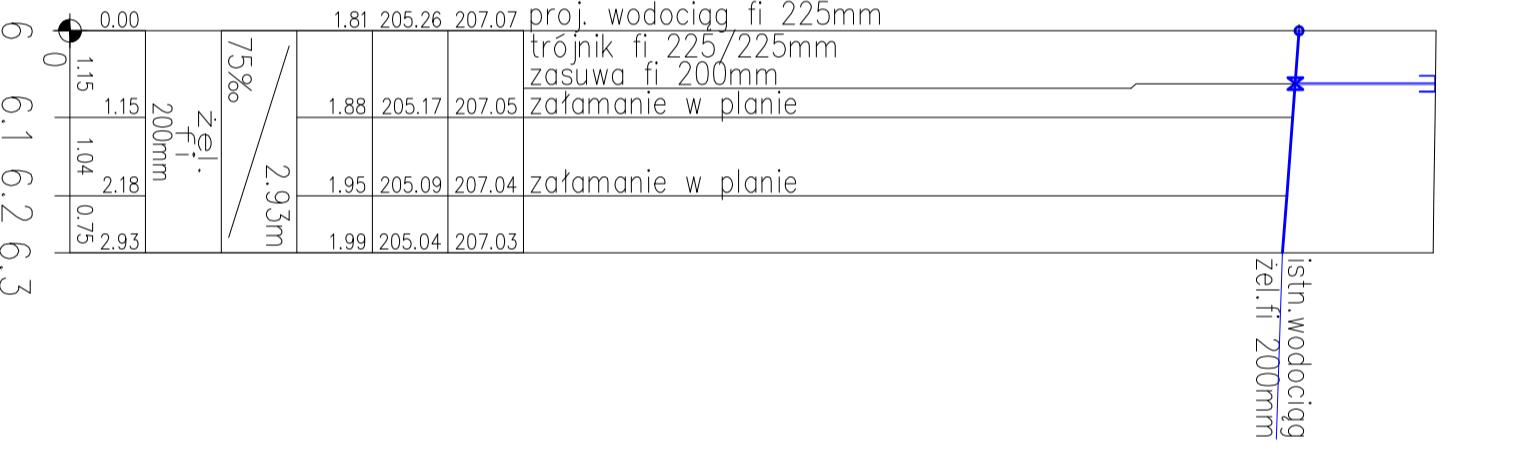 0.00 1.81 205.26 207.07 proj. wodociąg fi 225mm
trójnik fi 225/225mm
zasuwa fi 200mm
1.15 1.88 205.17 207.05 załamanie w planie
2.18 1.95 205.09 207.04 załamanie w planie
2.93 1.99 205.04 207.03
6 6.1 6.2 6.3
0
1.15 1.04 0.75
żel.
fi
200mm
75‰
2.93m
istn.wodociąg
żel.fi 200mm